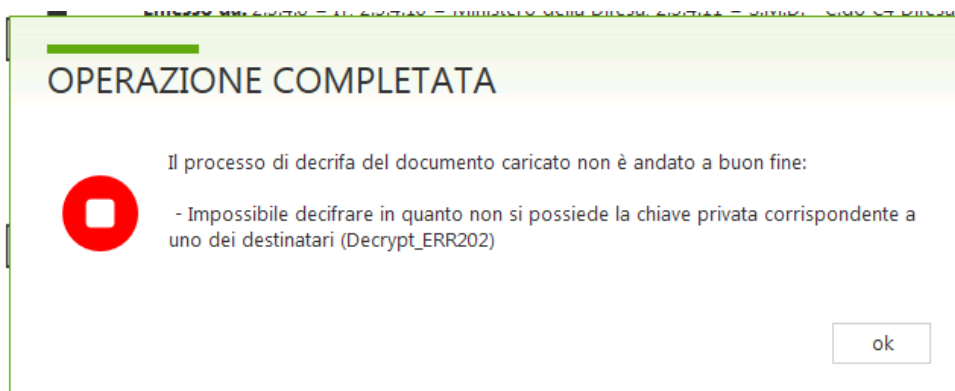 OPERAZIONE COMPLETATA
Il processo di decrifa del documento caricato non è andato a buon fine:
- Impossibile decifrare in quanto non si possiede la chiave privata corrispondente a
uno dei destinatari (Decrypt_ERR202)
ok